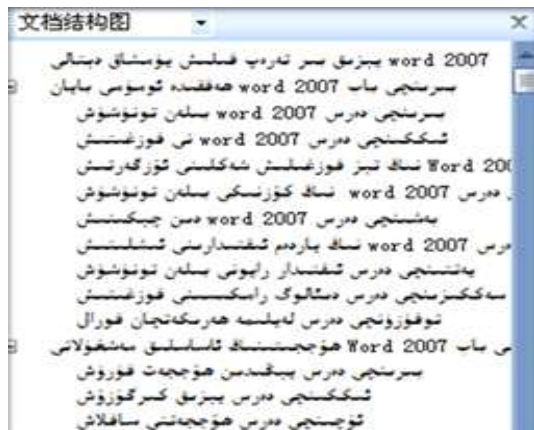 文档结构图
word 2007 يېزىق بىر تەرەپ قىلىش يۇمشاق دېتالى
بىرىنچى باب word 2007 ھەققىدە ئومۇمىي بايان
بىرىنچى دەرس word 2007 بىلەن تونۇشۇش
ئىككىنچى دەرس word 2007 نى قوزغىتىش
Word 200 نىڭ تېز قوزغىلىش شەكلىنى ئۆزگەرتىش
دەرس word 2007 نىڭ كۆزنىكى بىلەن تونۇشۇش
بەشىنچى دەرس word 2007 دىن چېكىنىش
دەرس word 2007 نىڭ ياردەم ئىقتىدارىنى ئىشلىتىش
يەتتىنچى دەرس ئىقتىدار رايونى بىلەن تونۇشۇش
سەككىزىنچى دەرس دىئالوگ رامكىسىنى قوزغىتىش
توققۇزىنچى دەرس لەيلىمە ھەرىكەتچان قورال
ى باب Word 2007 ھۆججىتىنىڭ ئاساسلىق مەشغۇلاتى
بىرىنچى دەرس يېڭىدىن ھۆججەت قۇرۇش
ئىككىنچى دەرس يېزىق كىرگۈزۈش
ئۈچىنچى دەرس ھۆججەتنى ساقلاش